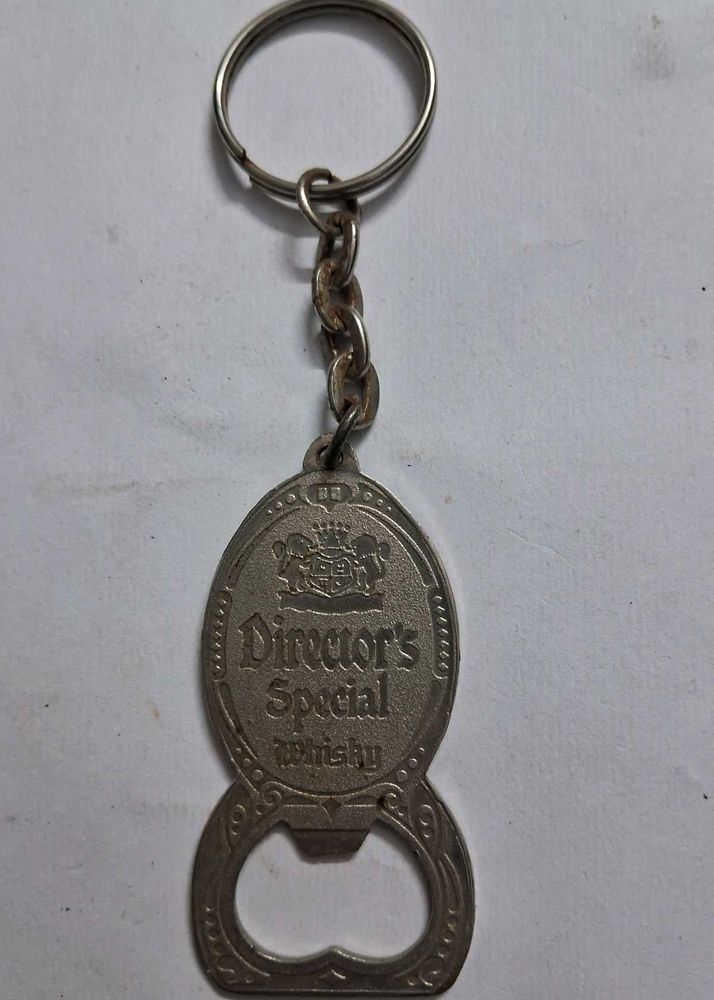 Director's
Special
Whisky